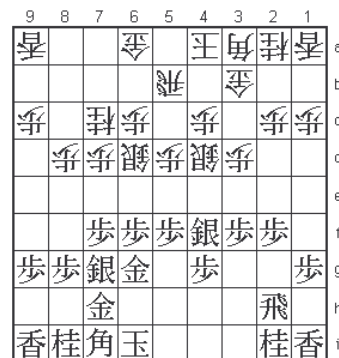 9 8 7 6 5 4 3 2 1
香 金 王 角 桂 香 a
飛 金 b
歩 桂 歩 歩 歩 歩 c
歩 歩 銀 歩 銀 歩 d
e
歩 歩 歩 銀 歩 歩 f
歩 歩 銀 金 歩 歩 g
金 飛 h
香 桂 角 玉 桂 香 i